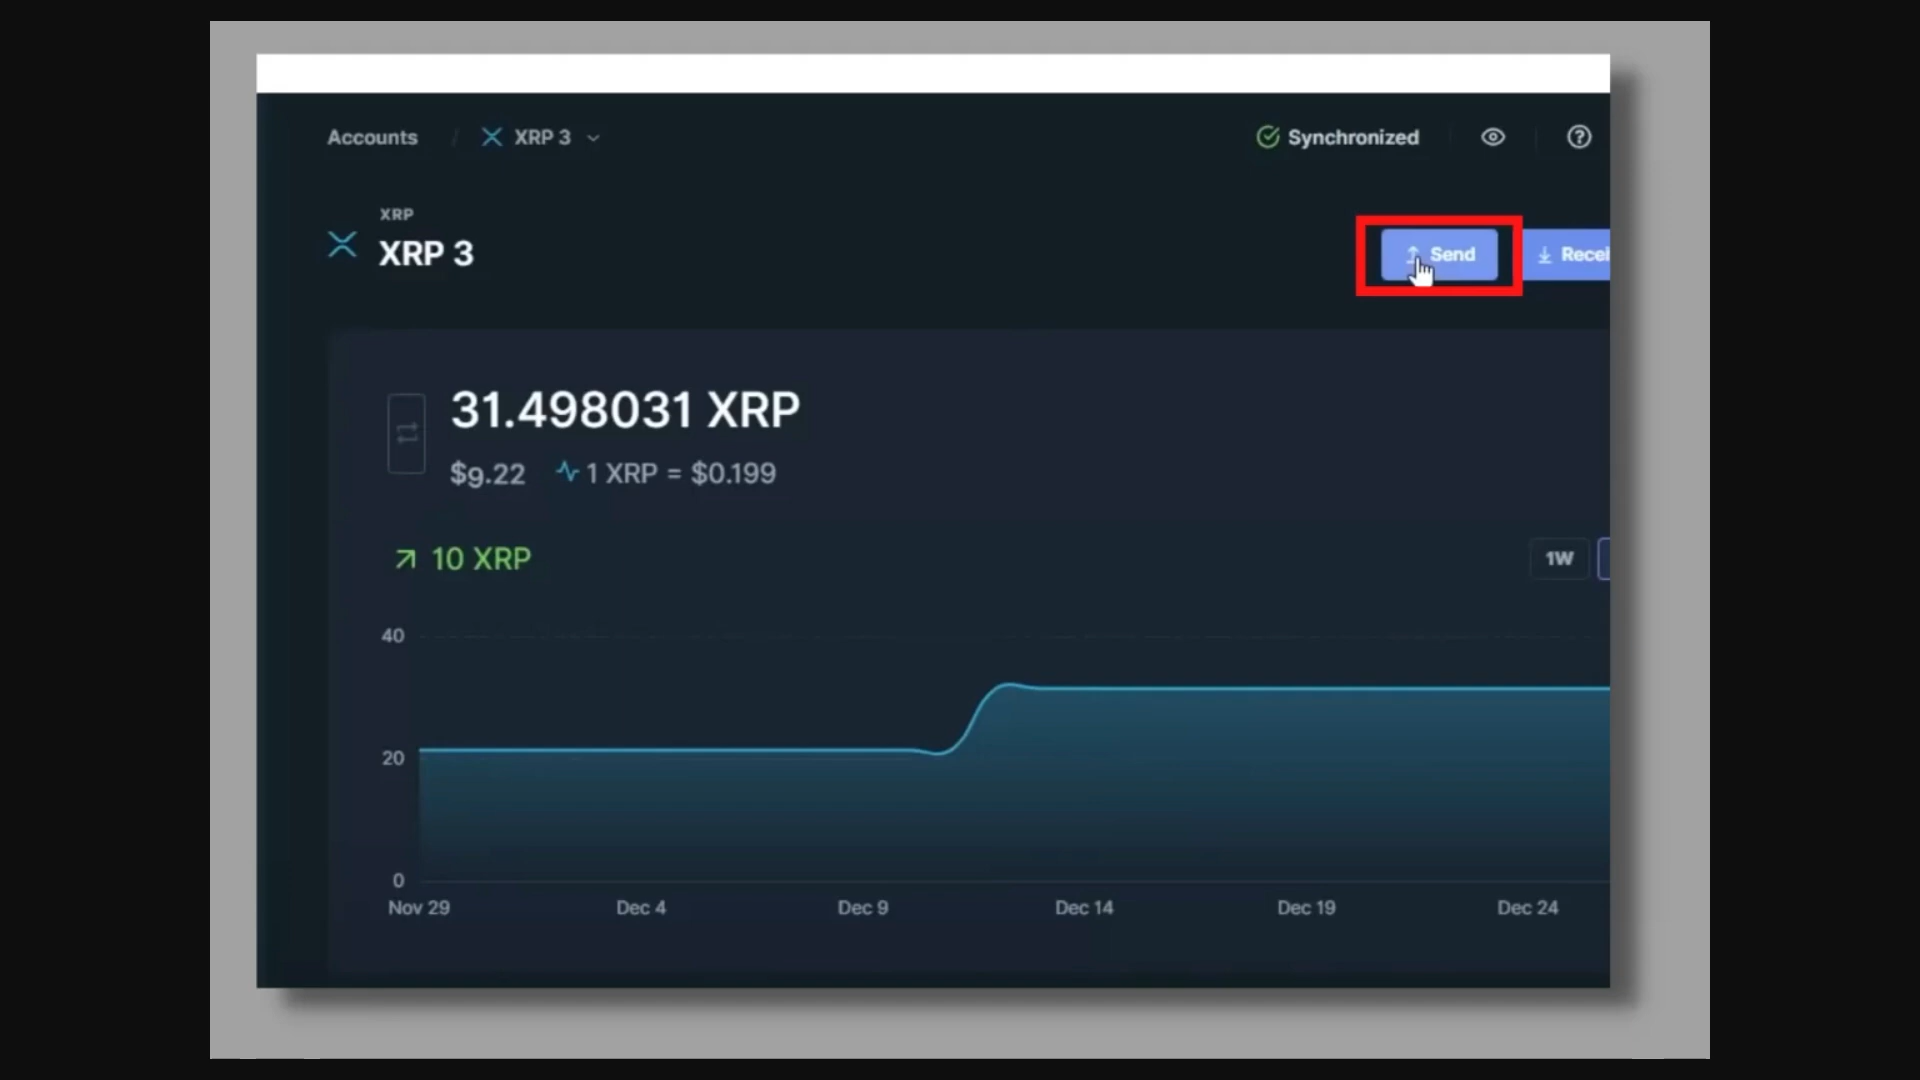 Accounts / XRP 3
Synchronized
XRP
XRP 3
Send
Recei
31.498031 XRP
$9.22 1 XRP = $0.199
10 XRP
1W
40
20
0
Nov 29 Dec 4 Dec 9 Dec 14 Dec 19 Dec 24